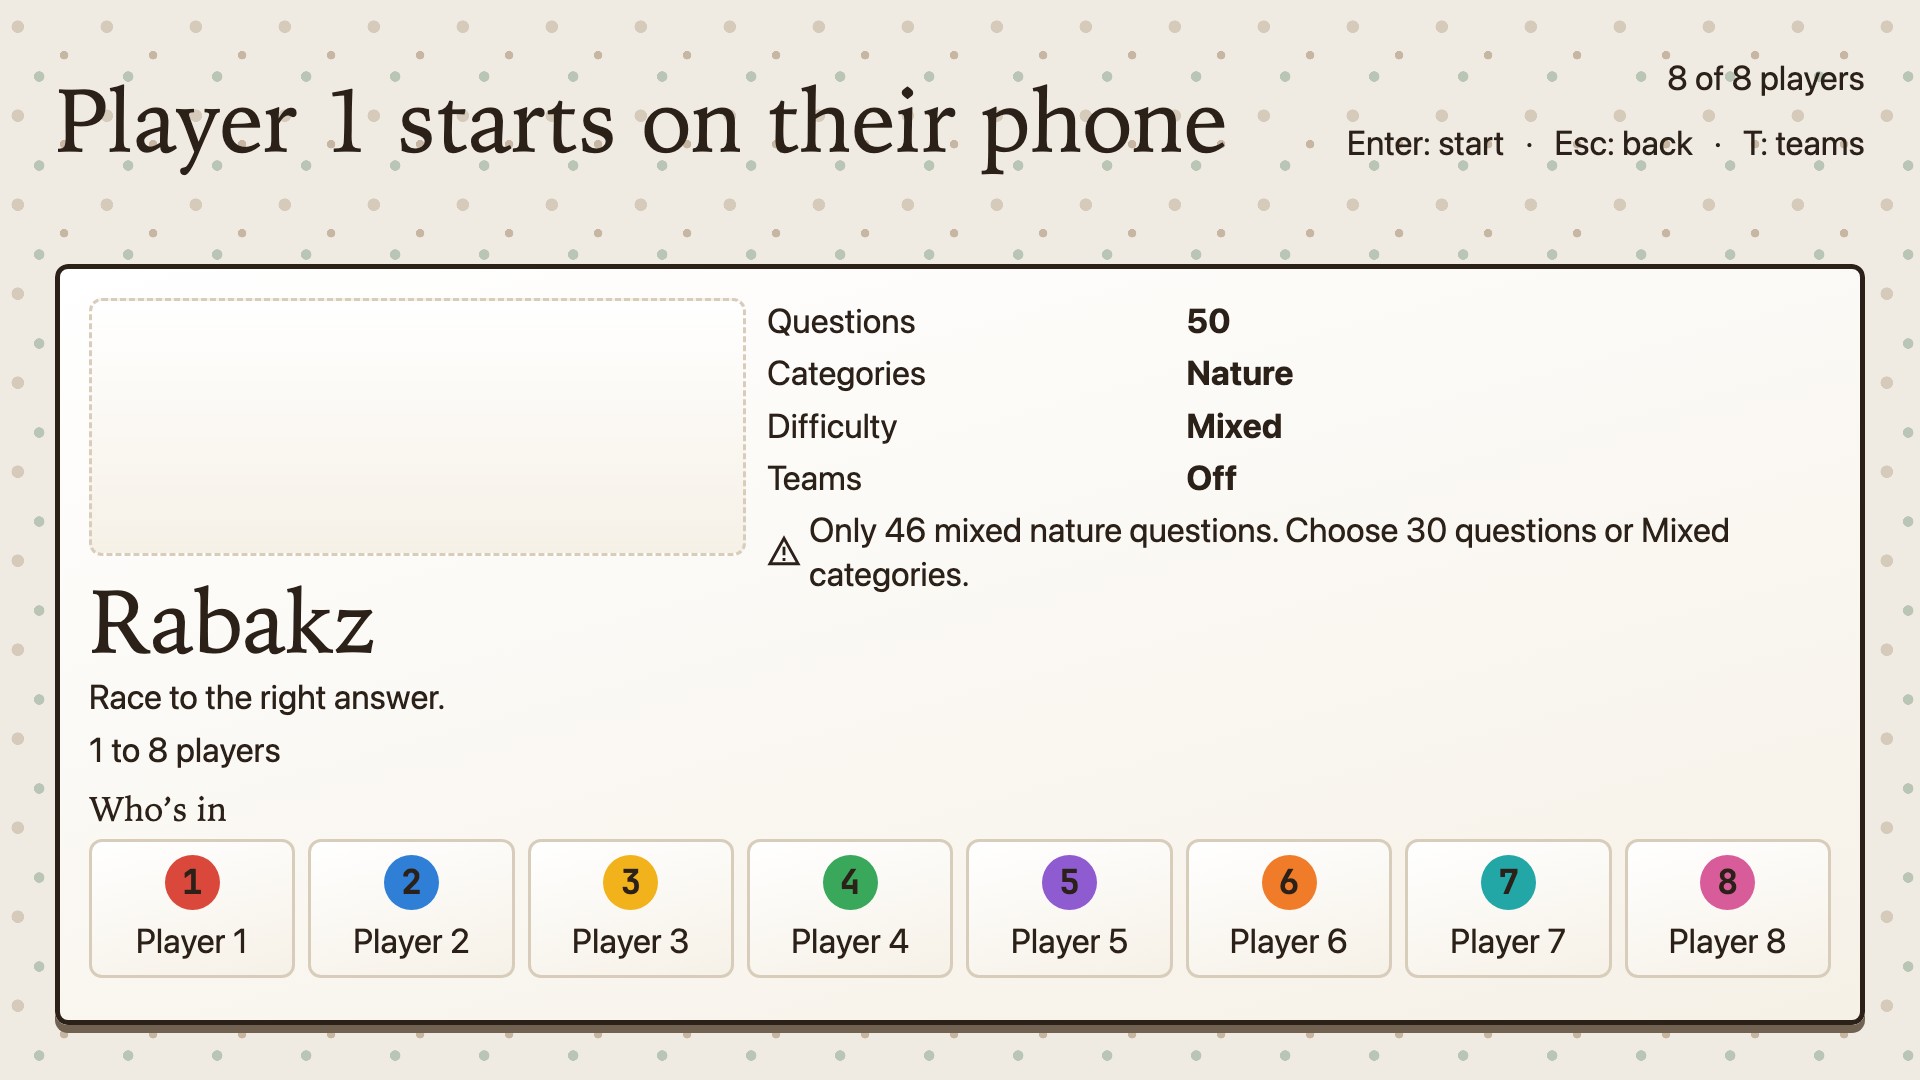 Player 1 starts on their phone
8 of 8 players
Enter: start · Esc: back · T: teams
Questions 50
Categories Nature
Difficulty Mixed
Teams Off
Only 46 mixed nature questions. Choose 30 questions or Mixed
categories.
Rabakz
Race to the right answer.
1 to 8 players
Who’s in
1 2 3 4 5 6 7 8
Player 1 Player 2 Player 3 Player 4 Player 5 Player 6 Player 7 Player 8